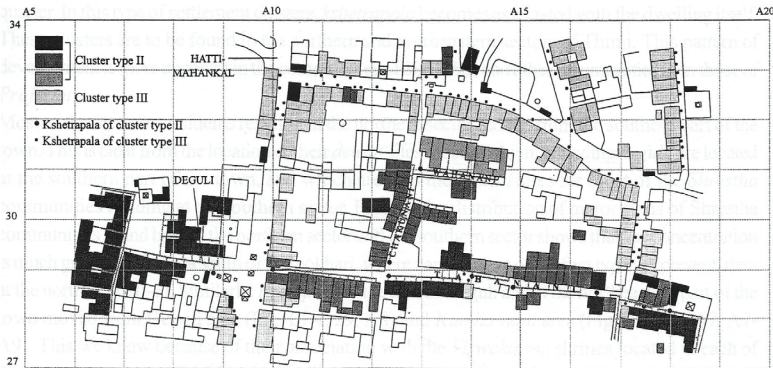 A5 A10 A15 A20
34
Cluster type II
HATTI-
MAHANKAL
Cluster type III
Kshetrapala of cluster type II
Kshetrapala of cluster type III
WAHANANI
DEGULI
30
27